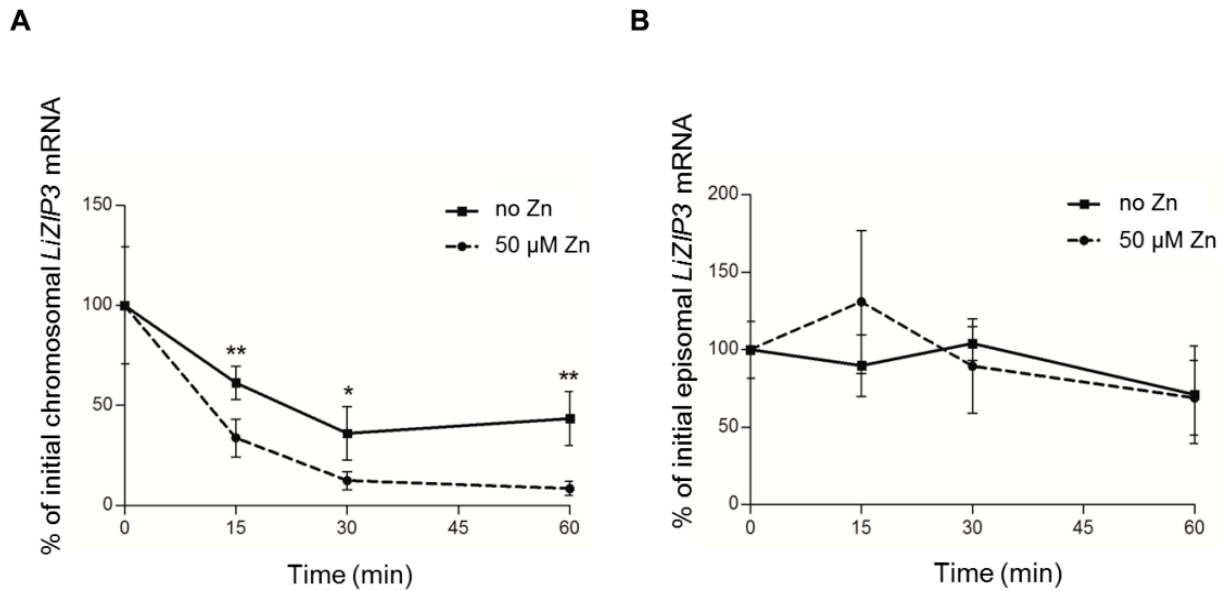 A
% of initial chromosomal LiZIP3 mRNA
150
100
50
0
no Zn
50 µM Zn
**
*
**
0
15
30
45
60
Time (min)
B
% of initial episomal LiZIP3 mRNA
200
150
100
50
0
no Zn
50 µM Zn
0
15
30
45
60
Time (min)